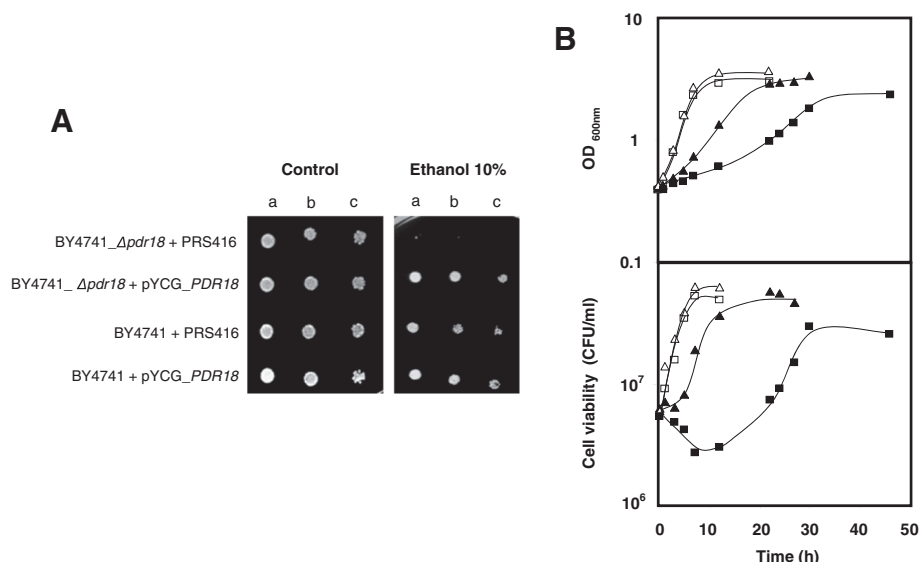 A
Control
Ethanol 10%
a b c
a b c
BY4741_Δpdr18 + PRS416
BY4741_ Δpdr18 + pYCG_PDR18
BY4741 + PRS416
BY4741 + pYCG_PDR18
B
10
1
0.1
OD 600nm
10⁷
10⁶
Cell viability (CFU/ml)
0 10 20 30 40 50
Time (h)